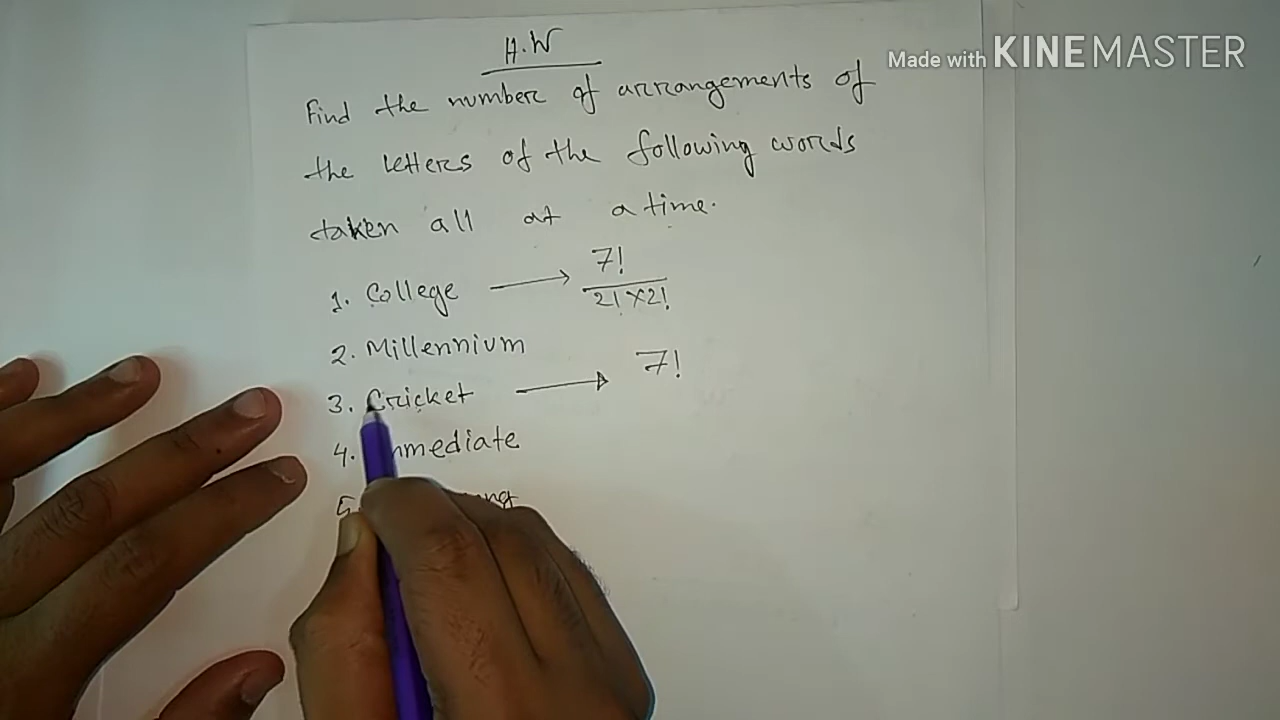 H.W
Made with KINEMASTER
Find the number of arrangements of
the letters of the following words
taken all at a time.
1. College → 7! / 2! × 2!
2. Millennium
3. Cricket → 7!
4. mmediate
5.